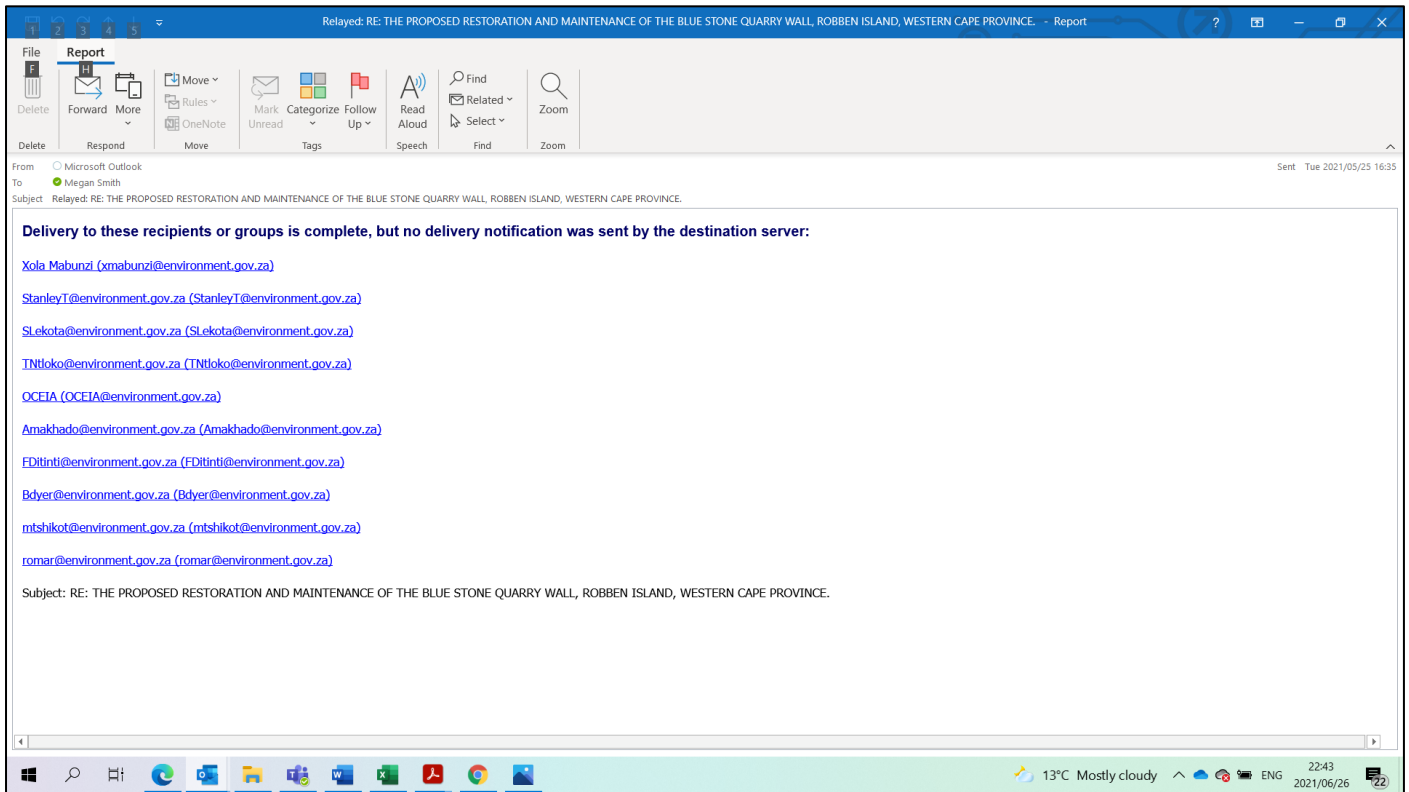 1 2 3 4 5 Relayed: RE: THE PROPOSED RESTORATION AND MAINTENANCE OF THE BLUE STONE QUARRY WALL, ROBBEN ISLAND, WESTERN CAPE PROVINCE. - Report ?
File Report
F H
Delete Forward More Move Rules OneNote Mark Unread Categorize Follow Up Read Aloud Find Related Select Zoom
Delete Respond Move Tags Speech Find Zoom
From Microsoft Outlook Sent Tue 2021/05/25 16:35
To Megan Smith
Subject Relayed: RE: THE PROPOSED RESTORATION AND MAINTENANCE OF THE BLUE STONE QUARRY WALL, ROBBEN ISLAND, WESTERN CAPE PROVINCE.
Delivery to these recipients or groups is complete, but no delivery notification was sent by the destination server:
Xola Mabunzi (xmabunzi@environment.gov.za)
StanleyT@environment.gov.za (StanleyT@environment.gov.za)
SLekota@environment.gov.za (SLekota@environment.gov.za)
TNtloko@environment.gov.za (TNtloko@environment.gov.za)
OCEIA (OCEIA@environment.gov.za)
Amakhado@environment.gov.za (Amakhado@environment.gov.za)
FDitinti@environment.gov.za (FDitinti@environment.gov.za)
Bdyer@environment.gov.za (Bdyer@environment.gov.za)
mtshikot@environment.gov.za (mtshikot@environment.gov.za)
romar@environment.gov.za (romar@environment.gov.za)
Subject: RE: THE PROPOSED RESTORATION AND MAINTENANCE OF THE BLUE STONE QUARRY WALL, ROBBEN ISLAND, WESTERN CAPE PROVINCE.
13°C Mostly cloudy ENG 22:43
2021/06/26 22